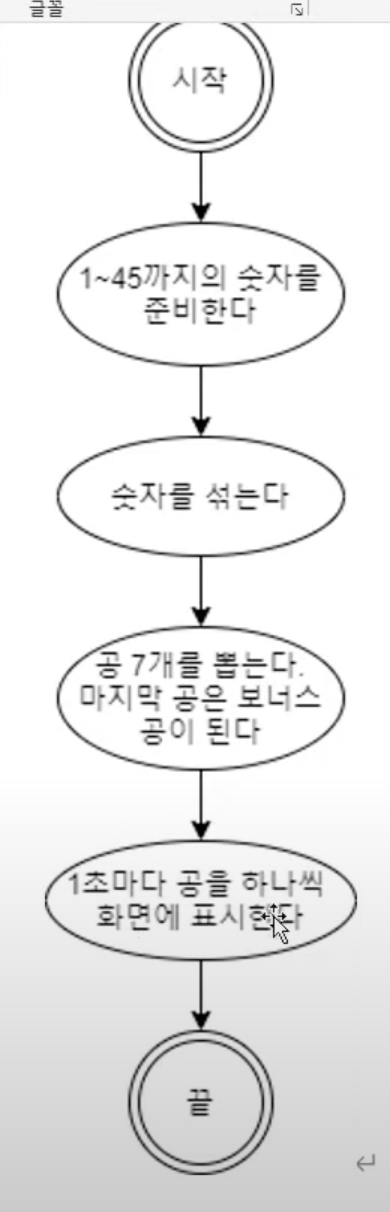 글꼴
시작
1~45까지의 숫자를
준비한다
숫자를 섞는다
공 7개를 뽑는다.
마지막 공은 보너스
공이 된다
1초마다 공을 하나씩
화면에 표시한다
끝